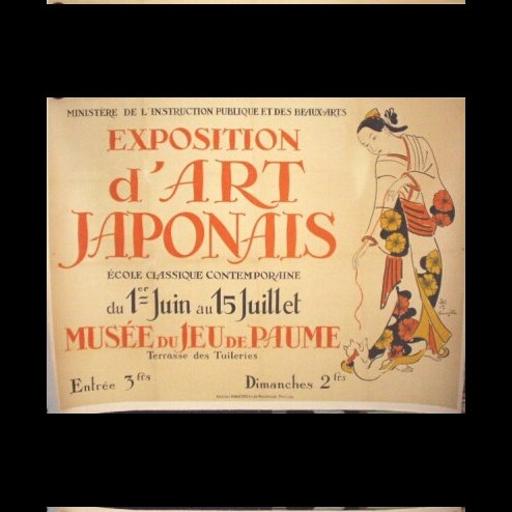 MINISTÈRE DE L'INSTRUCTION PUBLIQUE ET DES BEAUX-ARTS
EXPOSITION
d'ART
JAPONAIS
ÉCOLE CLASSIQUE CONTEMPORAINE
du 1er Juin au 15 Juillet
MUSÉE DU JEU DE PAUME
Terrasse des Tuileries
Entrée 3 frs Dimanches 2 frs